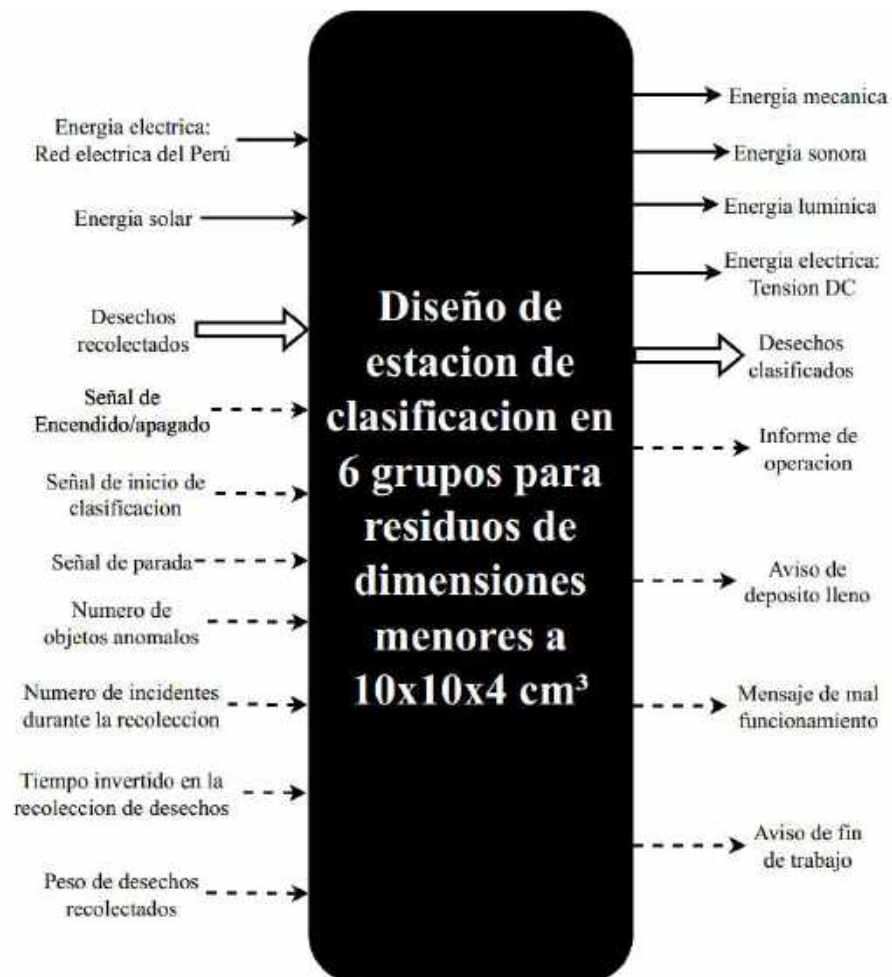 Energia electrica:
Red electrica del Perú
Energia solar
Desechos
recolectados
Señal de
Encendido/apagado
Señal de inicio de
clasificacion
Señal de parada
Numero de
objetos anomalos
Numero de incidentes
durante la recoleccion
Tiempo invertido en la
recoleccion de desechos
Peso de desechos
recolectados
Diseño de
estacion de
clasificacion en
6 grupos para
residuos de
dimensiones
menores a
10x10x4 cm³
Energia mecanica
Energia sonora
Energia luminica
Energia electrica:
Tension DC
Desechos
clasificados
Informe de
operacion
Aviso de
deposito lleno
Mensaje de mal
funcionamiento
Aviso de fin
de trabajo